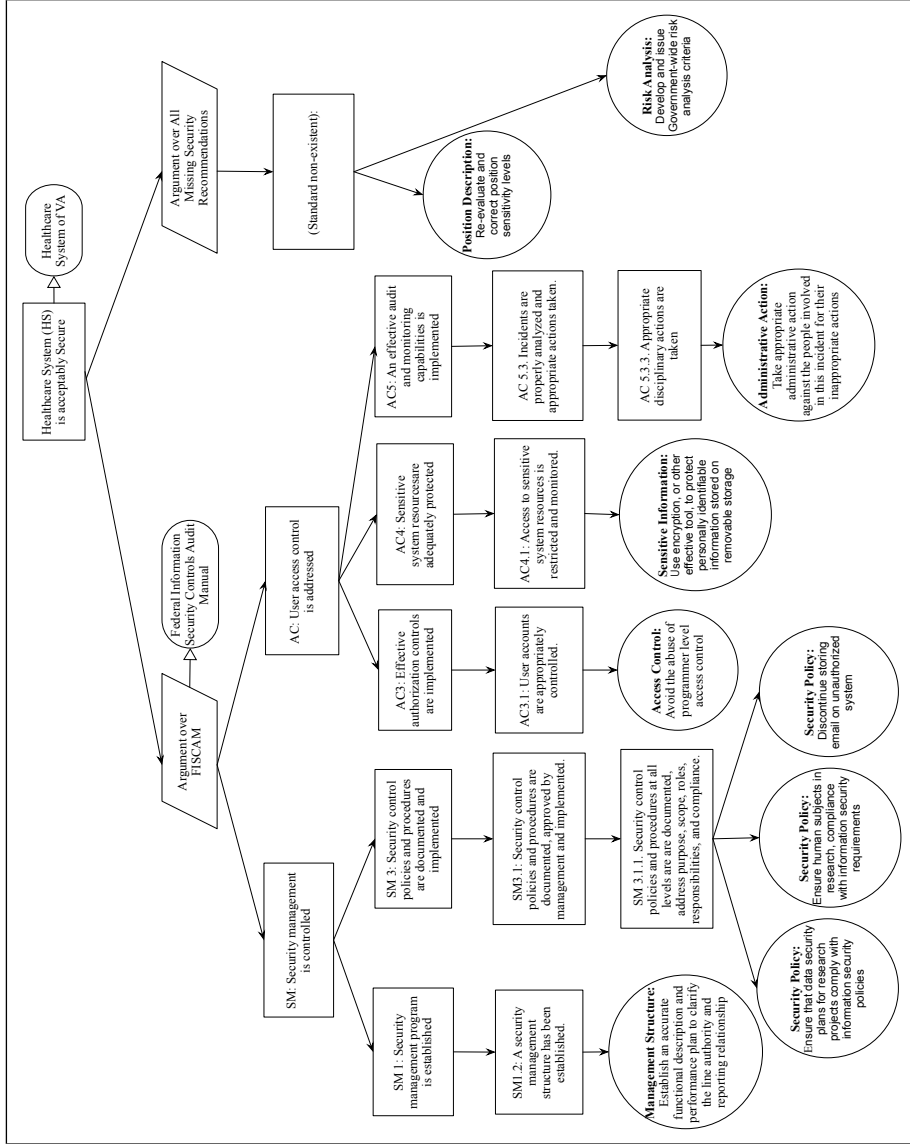 Healthcare System (HS)
is acceptably Secure
Healthcare
System of VA
Argument over
FISCAM
Federal Information
Security Controls Audit
Manual
Argument over All
Missing Security
Recommendations
SM: Security management
is controlled
AC: User access control
is addressed
(Standard non-existent):
SM 1: Security
management program
is established
SM 3: Security control
policies and procedures
are documented and
implemented
AC3: Effective
authorization controls
are implemented
AC4: Sensitive
system resourcesare
adequately protected
AC5: An effective audit
and monitoring
capabilities is
implemented
Position Description:
Re-evaluate and
correct position
sensitivity levels
Risk Analysis:
Develop and issue
Government-wide risk
analysis criteria
SM1.2: A security
management
structure has been
established.
SM3.1: Security control
policies and procedures are
documented, approved by
management and implemented.
AC3.1: User accounts
are appropriately
controlled.
AC4.1: Access to sensitive
system resources is
restricted and monitored.
AC 5.3. Incidents are
properly analyzed and
appropriate actions taken.
Management Structure:
Establish an accurate
functional description and
performance plan to clarify
the line authority and
reporting relationship
SM 3.1.1. Security control
policies and procedures at all
levels are are documented,
address purpose, scope, roles,
responsibilities, and compliance.
Access Control:
Avoid the abuse of
programmer level
access control
Sensitive Information:
Use encryption, or other
effective tool, to protect
personally identifiable
information stored on
removable storage
AC 5.3.3. Appropriate
disciplinary actions are
taken
Administrative Action:
Take appropriate
administrative action
against the people involved
in this incident for their
inappropriate actions
Security Policy:
Ensure that data security
plans for research
projects comply with
information security
policies
Security Policy:
Ensure human subjects in
research, compliance
with information security
requirements
Security Policy:
Discontinue storing
email on unauthorized
system